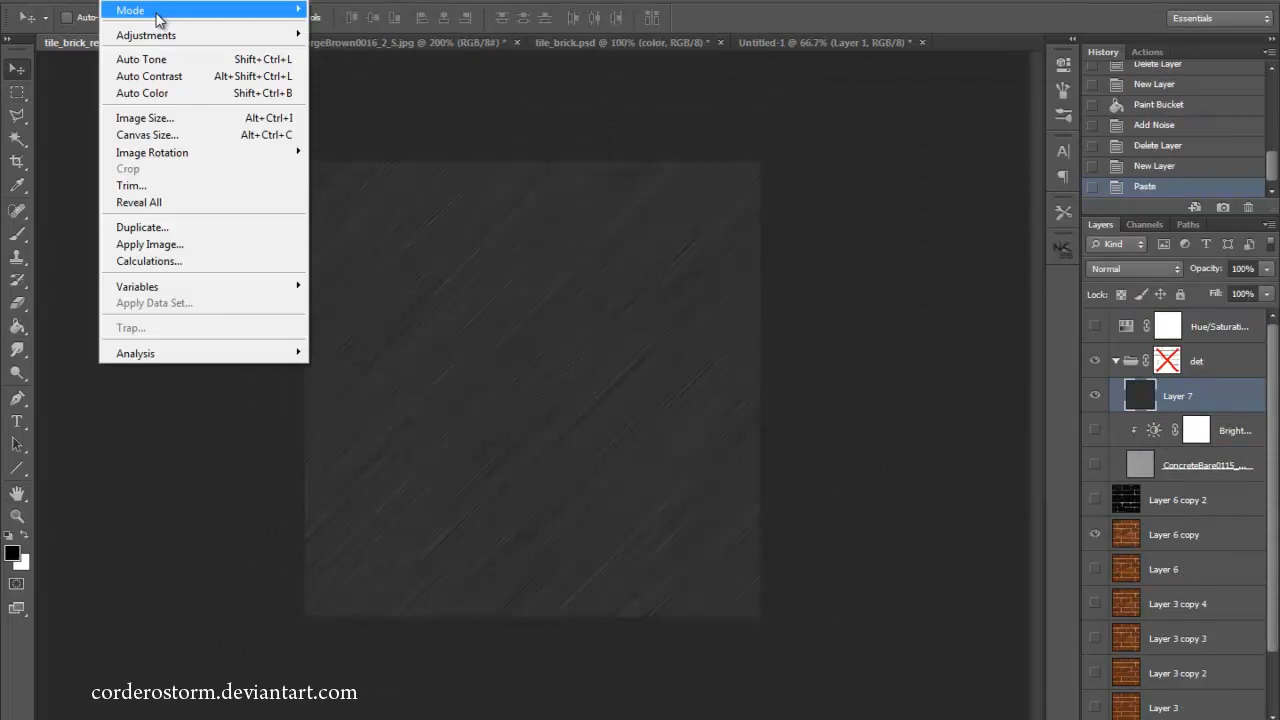 Mode
Auto-
ols
Essentials
tile_brick_re
rgeBrown0016_2_S.jpg @ 200% (RGB/8#) * ×
tile_brick.psd @ 100% (color, RGB/8) * ×
Untitled-1 @ 66.7% (Layer 1, RGB/8) * ×
Adjustments
Auto Tone Shift+Ctrl+L
Auto Contrast Alt+Shift+Ctrl+L
Auto Color Shift+Ctrl+B
Image Size... Alt+Ctrl+I
Canvas Size... Alt+Ctrl+C
Image Rotation
Crop
Trim...
Reveal All
Duplicate...
Apply Image...
Calculations...
Variables
Apply Data Set...
Trap...
Analysis
History Actions
Delete Layer
New Layer
Paint Bucket
Add Noise
Delete Layer
New Layer
Paste
Layers Channels Paths
Kind
Normal Opacity: 100%
Lock: Fill: 100%
Hue/Saturati...
det
Layer 7
Bright...
ConcreteBare0115_...
Layer 6 copy 2
Layer 6 copy
Layer 6
Layer 3 copy 4
Layer 3 copy 3
Layer 3 copy 2
Layer 3
corderostorm.deviantart.com